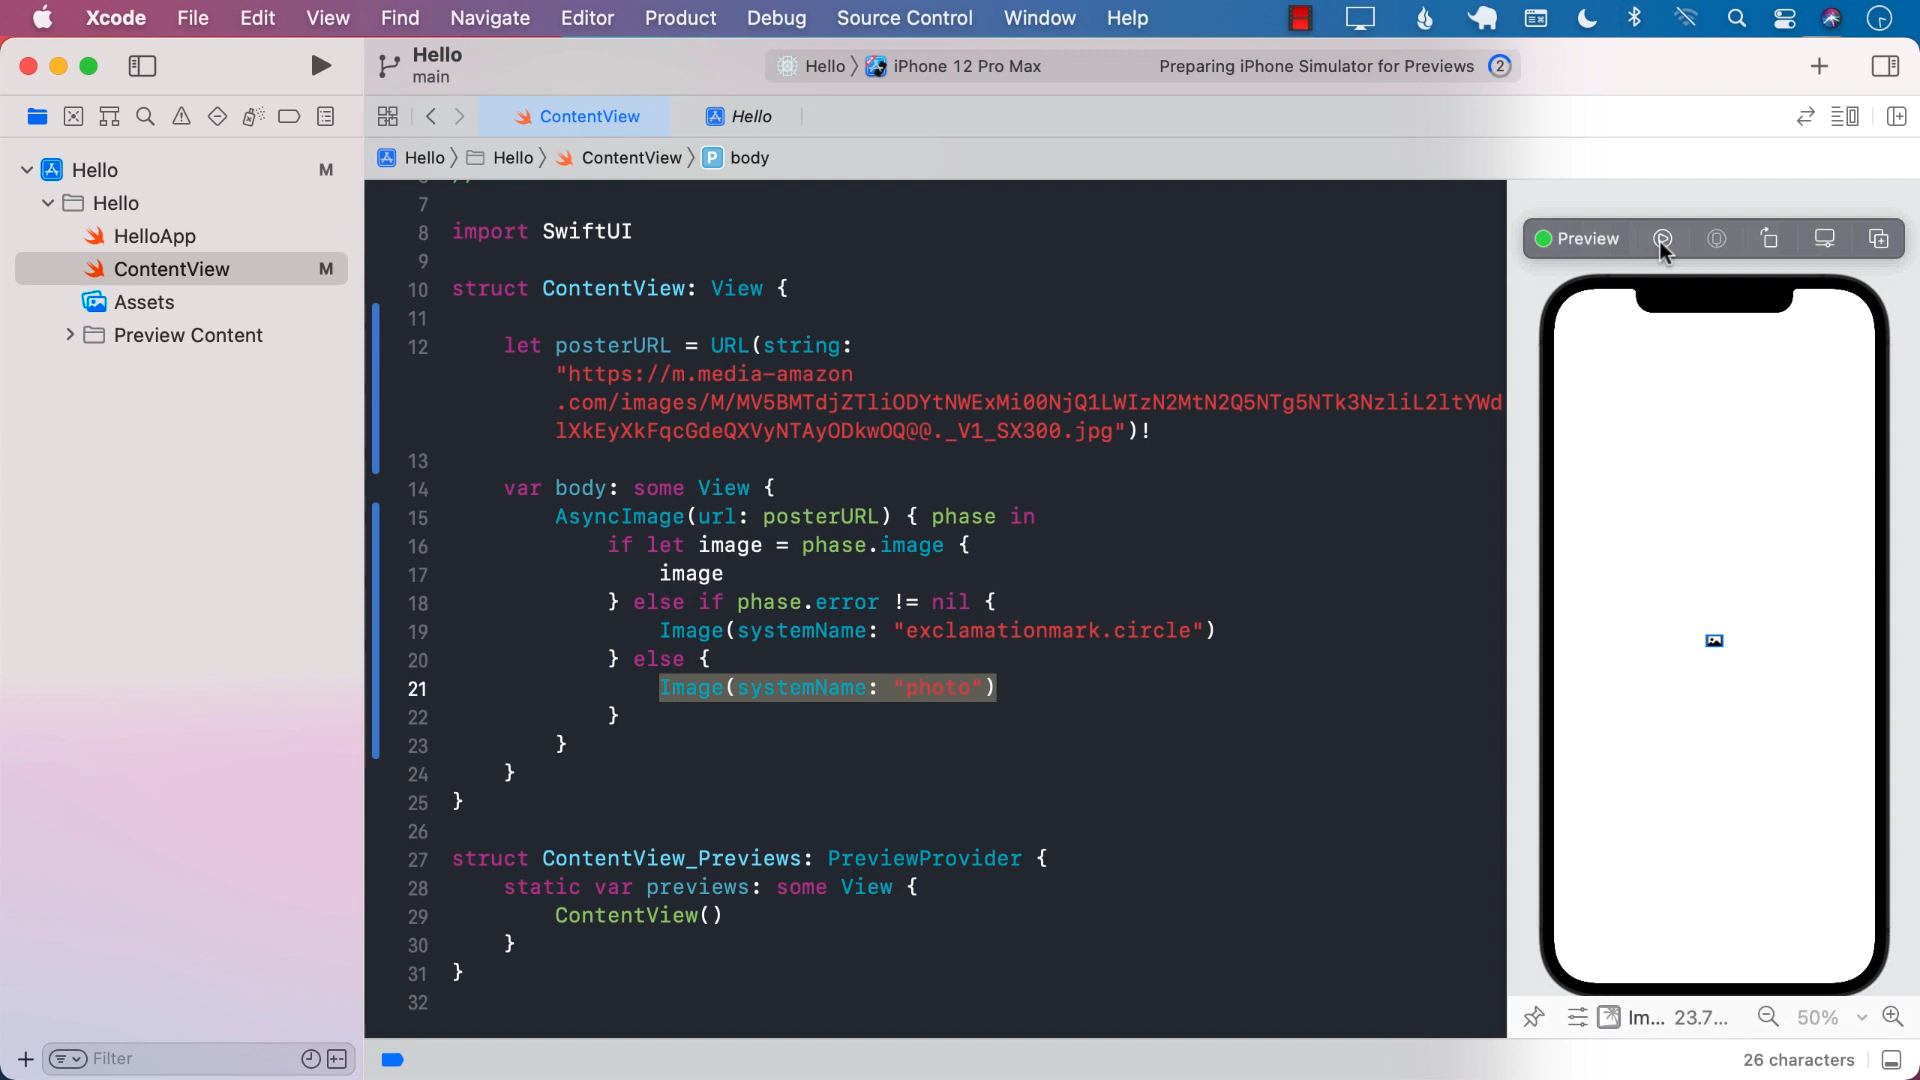 Xcode File Edit View Find Navigate Editor Product Debug Source Control Window Help
Hello
main
Hello iPhone 12 Pro Max
Preparing iPhone Simulator for Previews 2
ContentView
Hello
Hello Hello ContentView P body
Hello M
Hello
HelloApp
ContentView M
Assets
Preview Content
7
8 import SwiftUI
9
10 struct ContentView: View {
11
12 let posterURL = URL(string:
"https://m.media-amazon
.com/images/M/MV5BMTdjZTliODYtNWExMi00NjQ1LWIzN2MtN2Q5NTg5NTk3NzliL2ltYWd
lXkEyXkFqcGdeQXVyNTAyODkwOQ@@._V1_SX300.jpg")!
13
14 var body: some View {
15 AsyncImage(url: posterURL) { phase in
16 if let image = phase.image {
17 image
18 } else if phase.error != nil {
19 Image(systemName: "exclamationmark.circle")
20 } else {
21 Image(systemName: "photo")
22 }
23 }
24 }
25 }
26
27 struct ContentView_Previews: PreviewProvider {
28 static var previews: some View {
29 ContentView()
30 }
31 }
32
Preview
Im... 23.7... 50%
Filter
26 characters